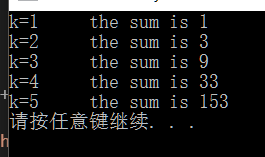 k=1    the sum is 1
k=2    the sum is 3
k=3    the sum is 9
k=4    the sum is 33
k=5    the sum is 153
请按任意键继续. . .